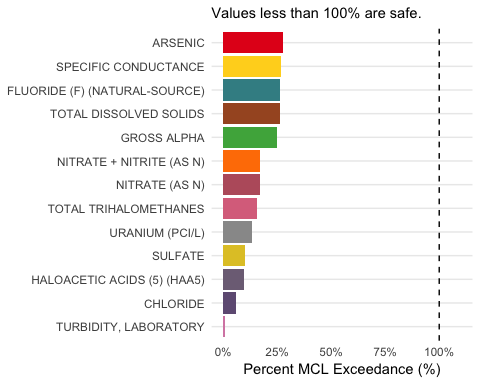 Values less than 100% are safe.
ARSENIC
SPECIFIC CONDUCTANCE
FLUORIDE (F) (NATURAL-SOURCE)
TOTAL DISSOLVED SOLIDS
GROSS ALPHA
NITRATE + NITRITE (AS N)
NITRATE (AS N)
TOTAL TRIHALOMETHANES
URANIUM (PCI/L)
SULFATE
HALOACETIC ACIDS (5) (HAA5)
CHLORIDE
TURBIDITY, LABORATORY
0% 25% 50% 75% 100%
Percent MCL Exceedance (%)